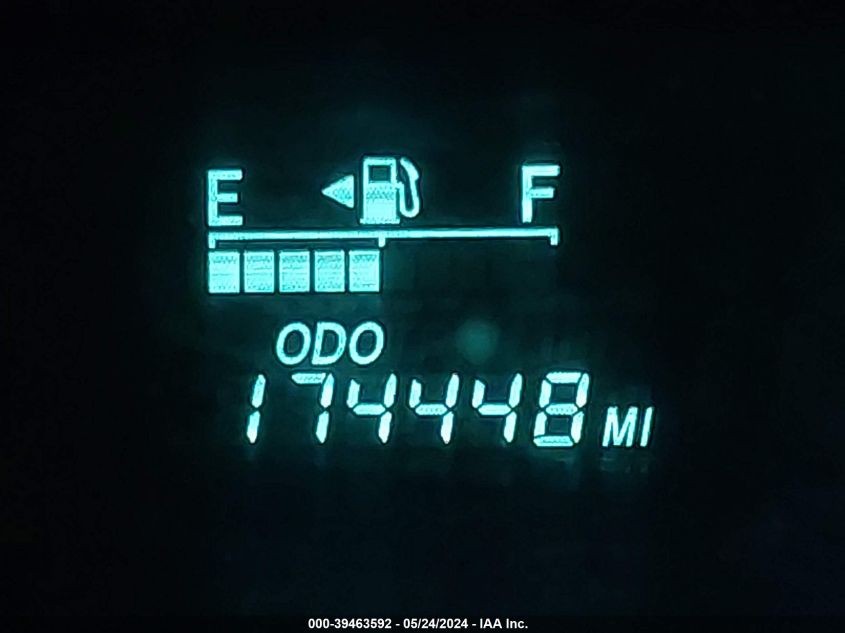 E F
ODO
174448 MI
000-39463592 - 05/24/2024 - IAA Inc.